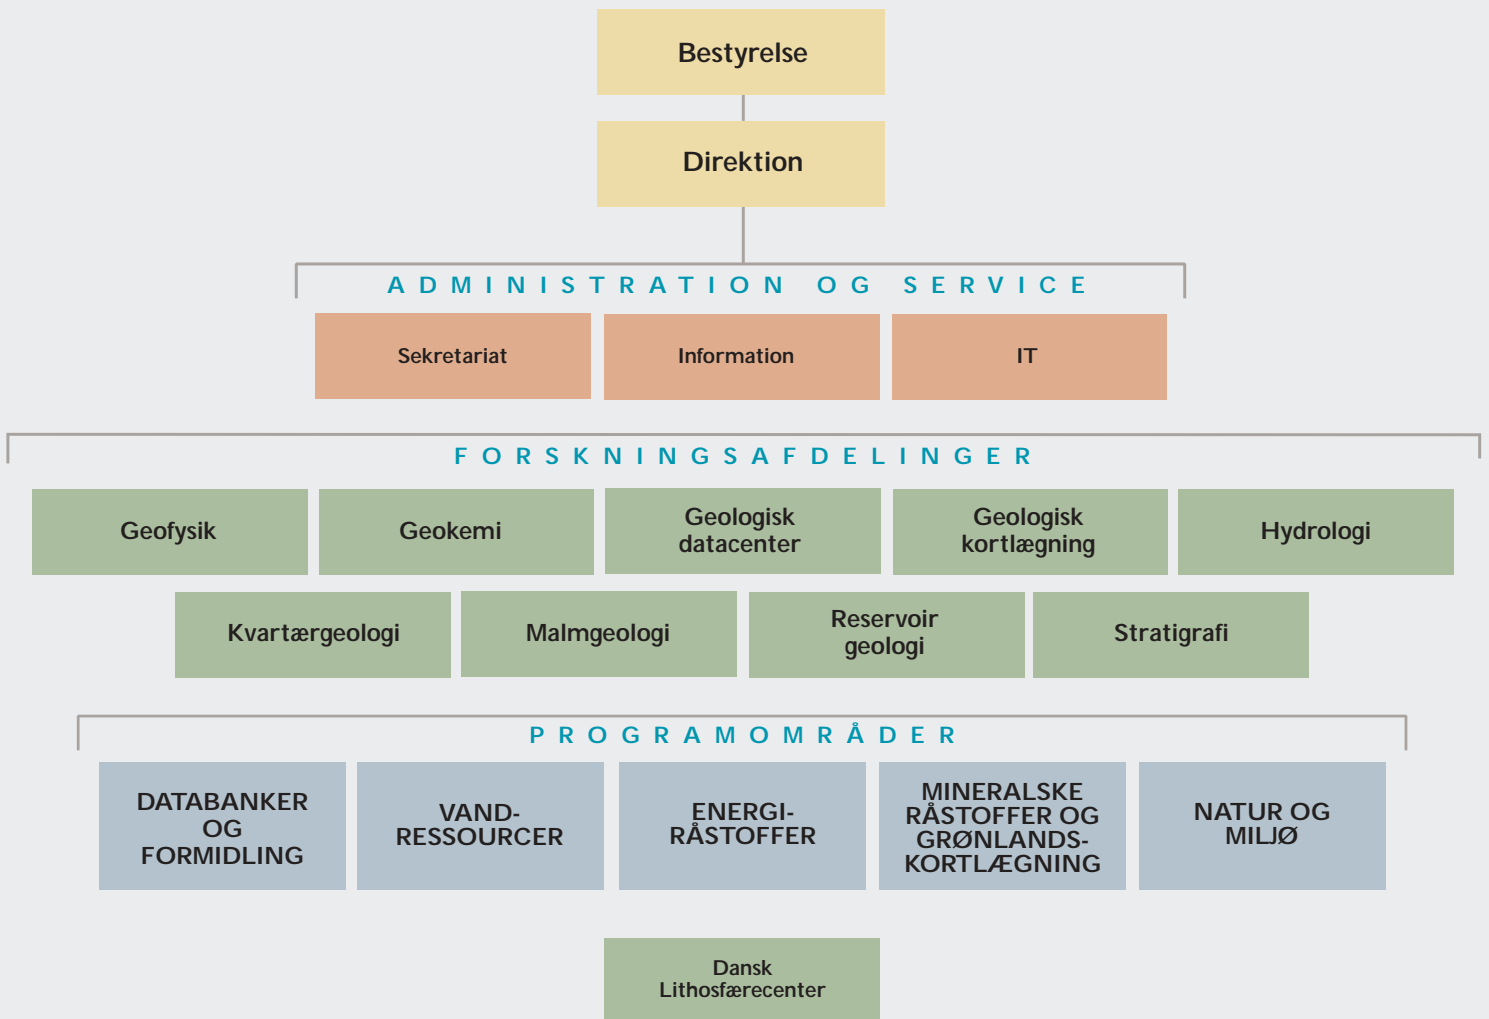 Bestyrelse
Direktion
ADMINISTRATION OG SERVICE
Sekretariat
Information
IT
FORSKNINGSAFDELINGER
Geofysik
Geokemi
Geologisk
datacenter
Geologisk
kortlægning
Hydrologi
Kvartærgeologi
Malmgeologi
Reservoir
geologi
Stratigrafi
PROGRAMOMRÅDER
DATABANKER
OG
FORMIDLING
VAND-
RESSOURCER
ENERGI-
RÅSTOFFER
MINERALSKE
RÅSTOFFER OG
GRØNLANDS-
KORTLÆGNING
NATUR OG
MILJØ
Dansk
Lithosfærecenter